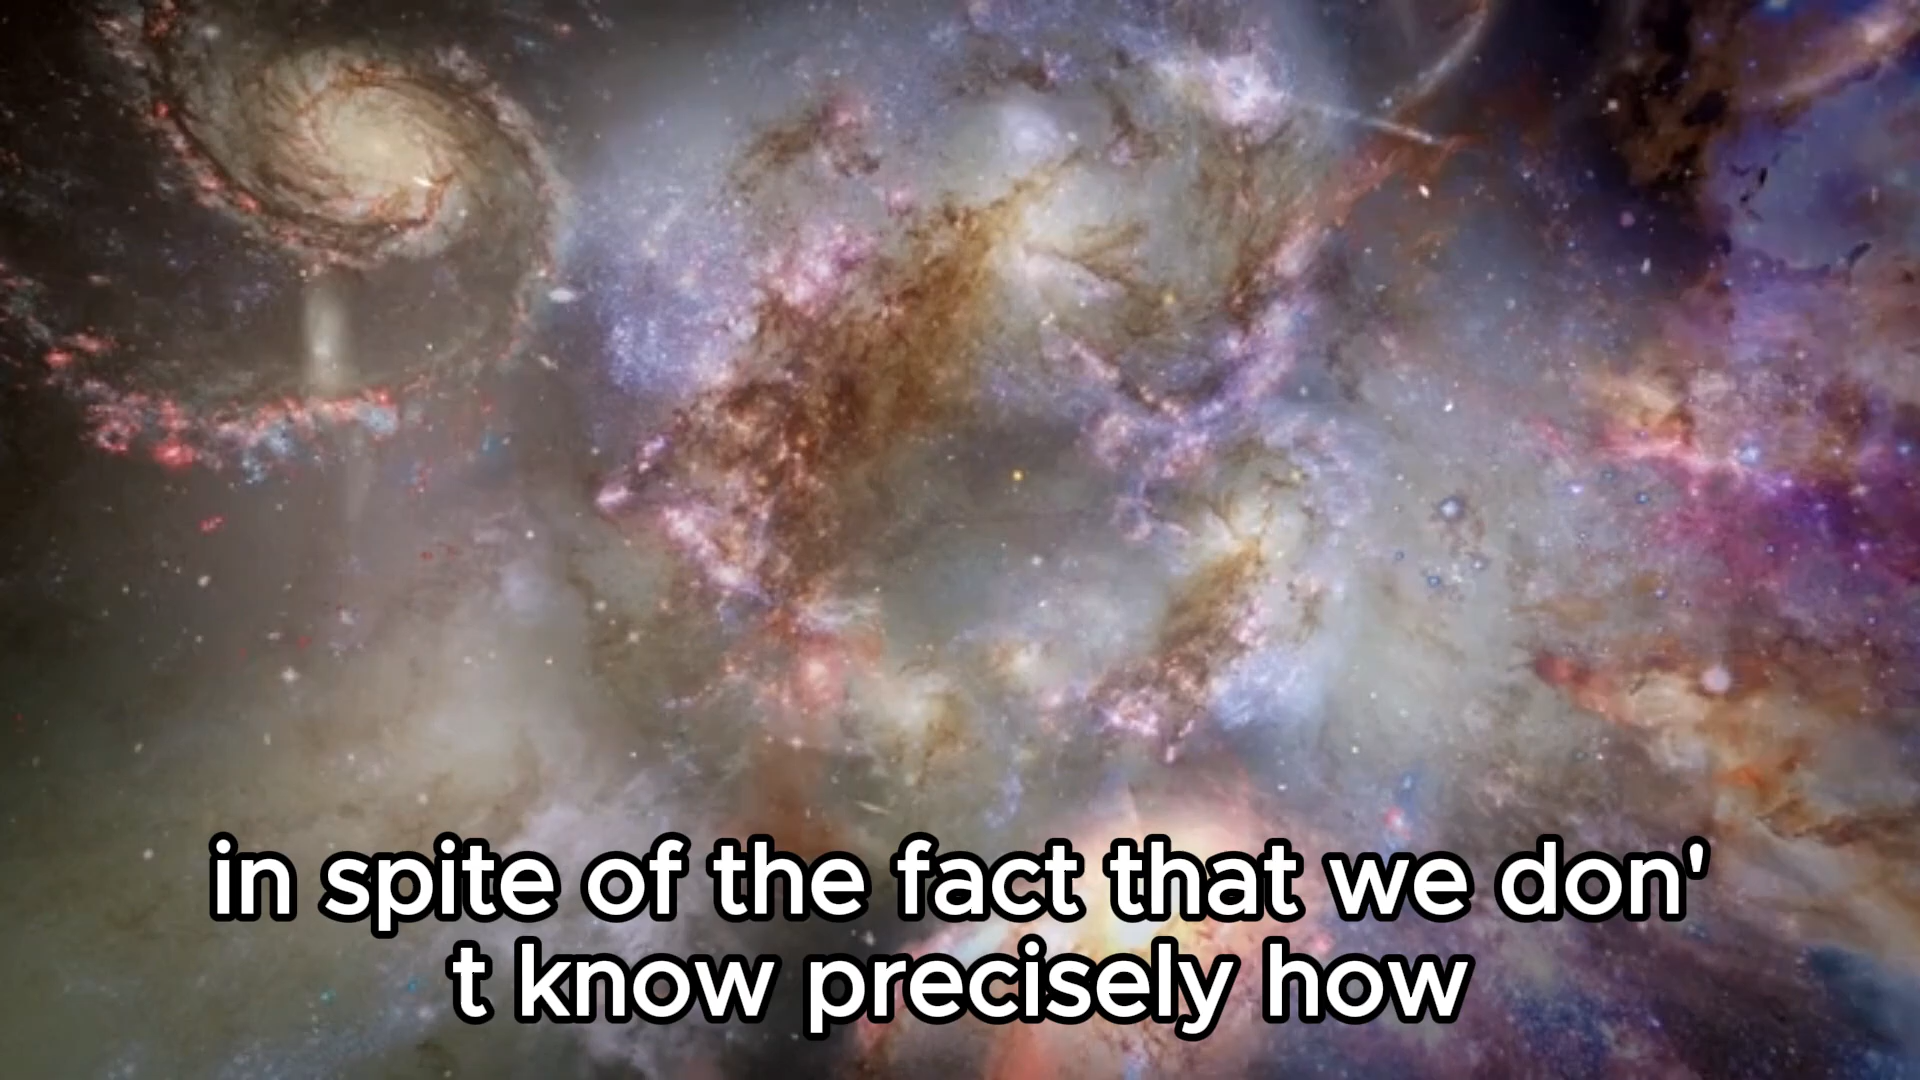 in spite of the fact that we don'
t know precisely how